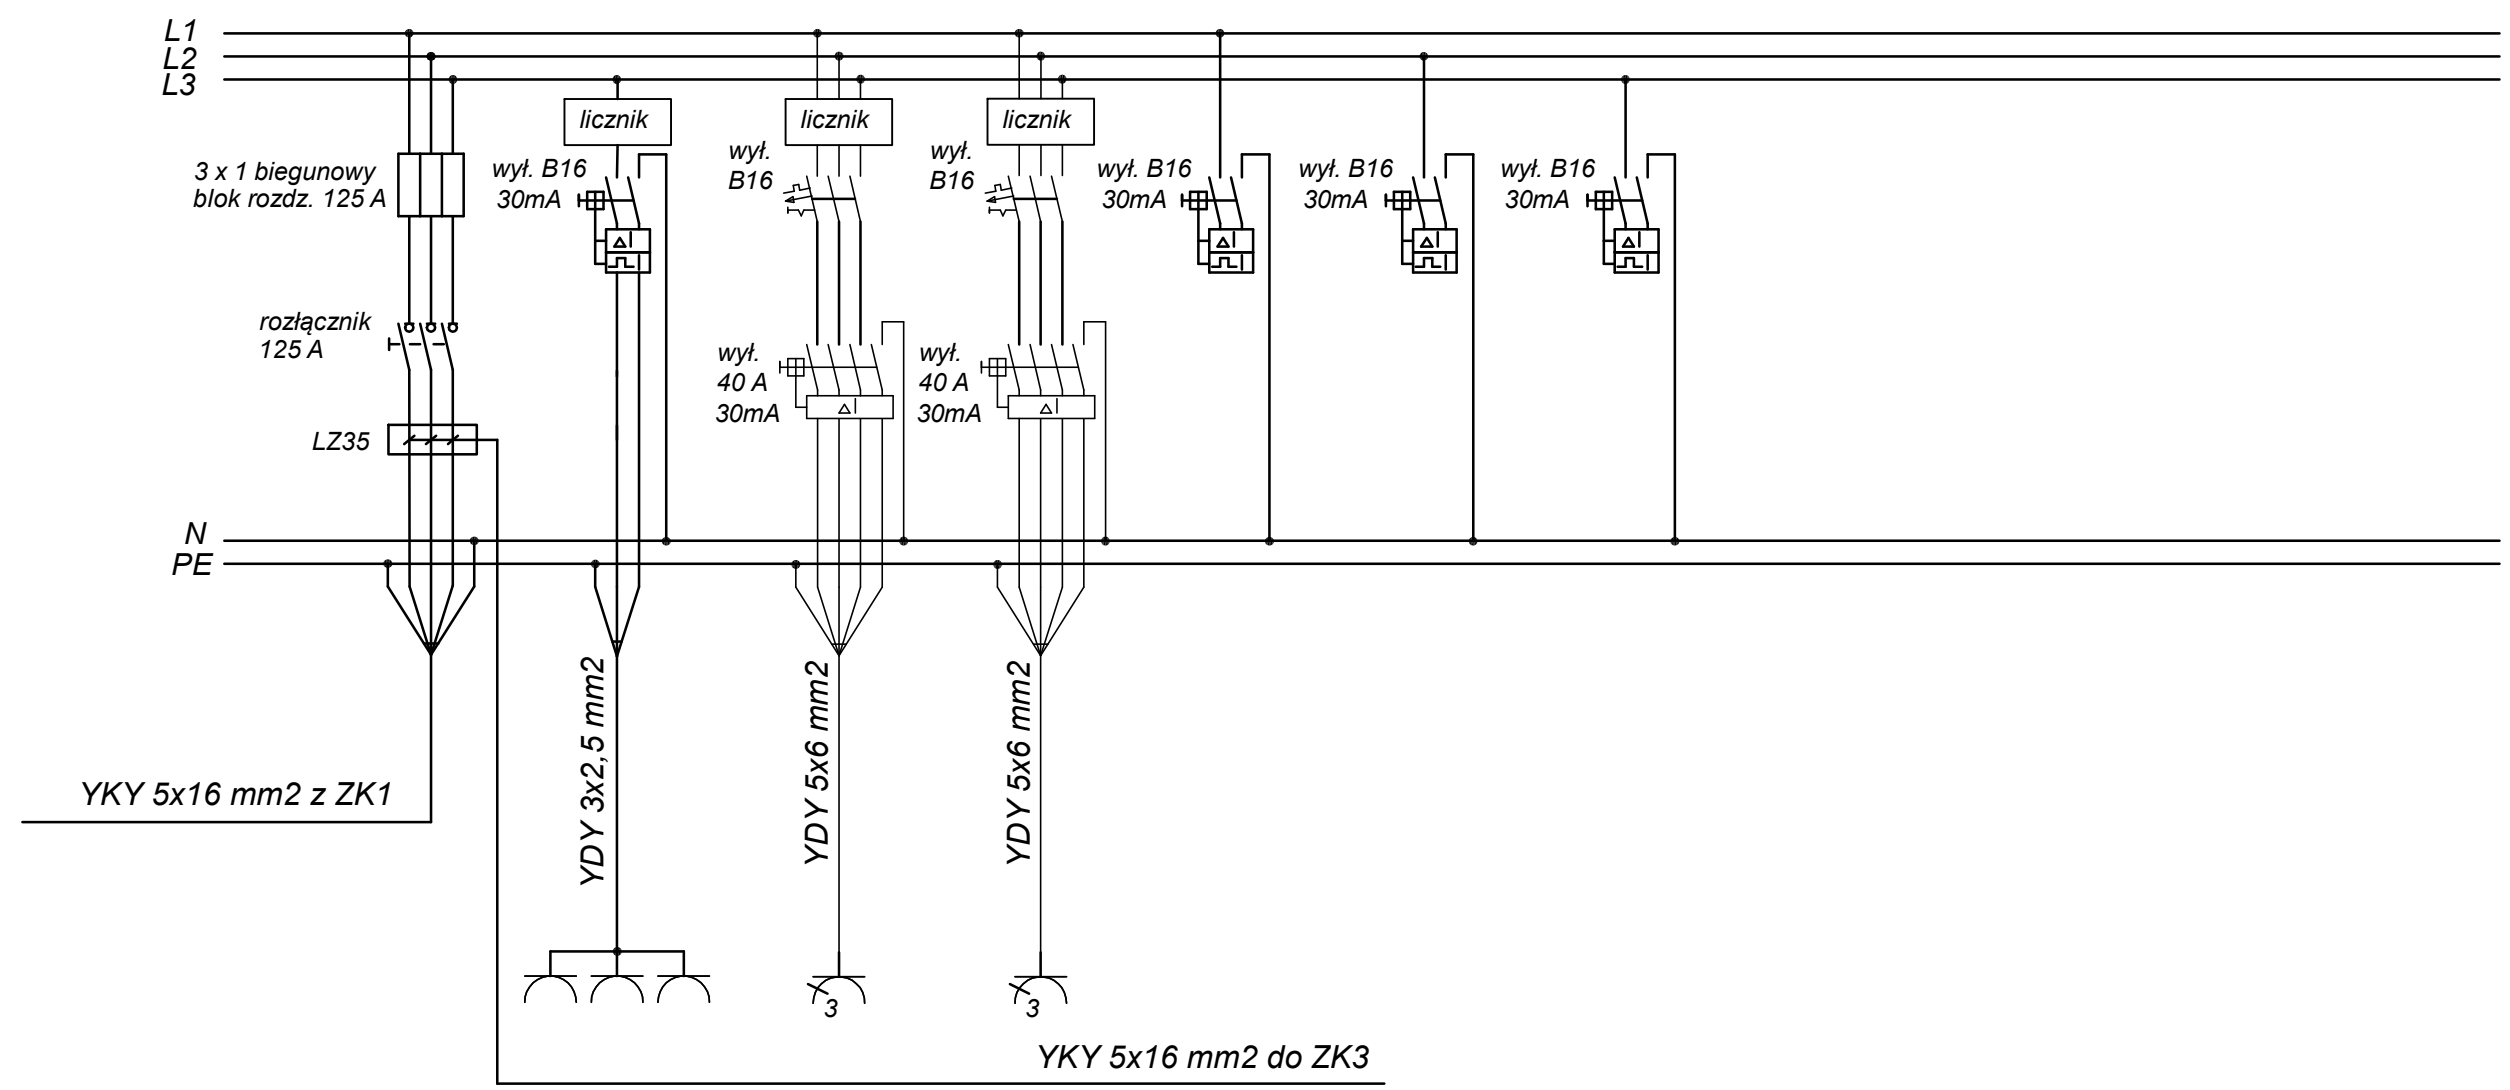 L1
L2
L3
licznik
licznik
licznik
3 x 1 biegunowy
blok rozdz. 125 A
wył. B16
30mA
wył.
B16
wył.
B16
wył. B16
30mA
wył. B16
30mA
wył. B16
30mA
rozłącznik
125 A
wył.
40 A
30mA
wył.
40 A
30mA
LZ35
N
PE
YKY 5x16 mm2 z ZK1
YDY 3x2,5 mm2
YDY 5x6 mm2
YDY 5x6 mm2
3
3
YKY 5x16 mm2 do ZK3